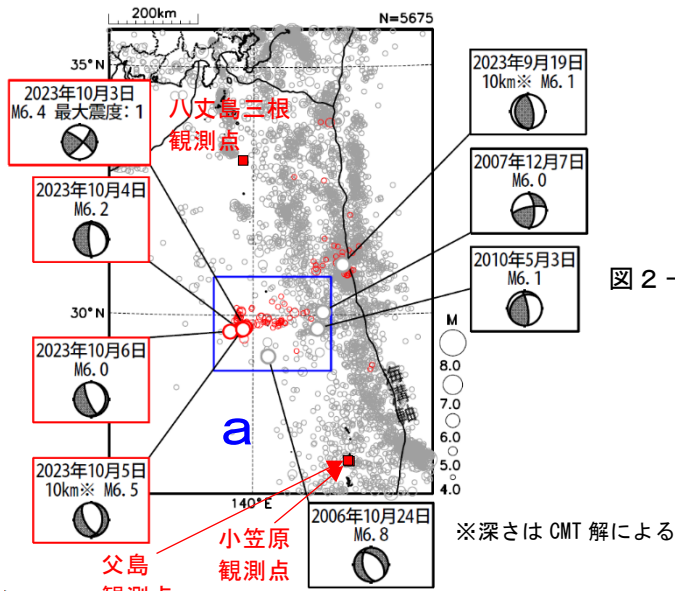 200km
N=5675
35°N
2023年10月3日
M6.4 最大震度：1
八丈島三根
観測点
2023年9月19日
10km※ M6.1
2023年10月4日
M6.2
2007年12月7日
M6.0
2010年5月3日
M6.1
図２－
30°N
M
8.0
7.0
6.0
5.0
4.0
2023年10月6日
M6.0
海溝軸
a
2023年10月5日
10km※ M6.5
140°E
父島
観測点
小笠原
観測点
2006年10月24日
M6.8
※深さは CMT 解による